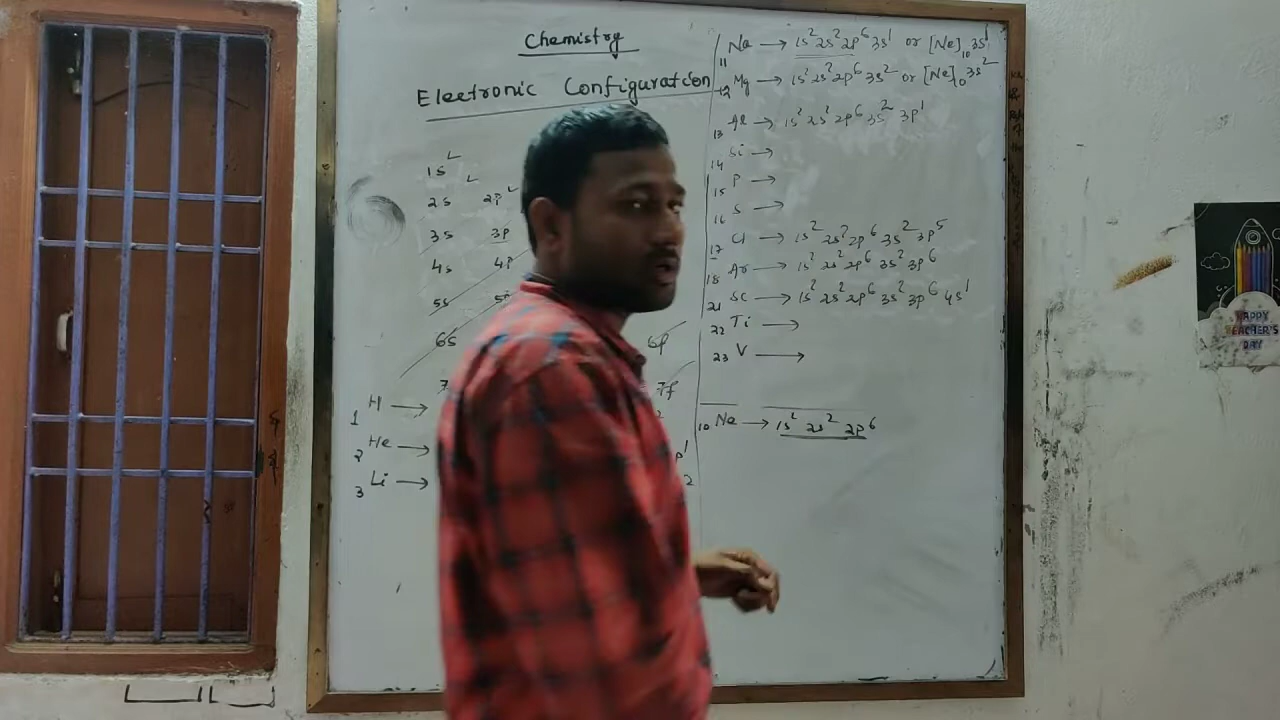 Chemistry
Electronic Configuration
1s
2s 2p
3s 3p
4s 4p
5s
6s 6p
1 H →
2 He →
3 Li →
11 Na → 1s² 2s² 2p⁶ 3s¹ or [Ne]₁₀ 3s¹
12 Mg → 1s² 2s² 2p⁶ 3s² or [Ne]₁₀ 3s²
13 Al → 1s² 2s² 2p⁶ 3s² 3p¹
14 Si →
15 P →
16 S →
17 Cl → 1s² 2s² 2p⁶ 3s² 3p⁵
18 Ar → 1s² 2s² 2p⁶ 3s² 3p⁶
21 Sc → 1s² 2s² 2p⁶ 3s² 3p⁶ 4s¹
22 Ti →
23 V →
10 Ne → 1s² 2s² 2p⁶
HAPPY
TEACHER'S
DAY